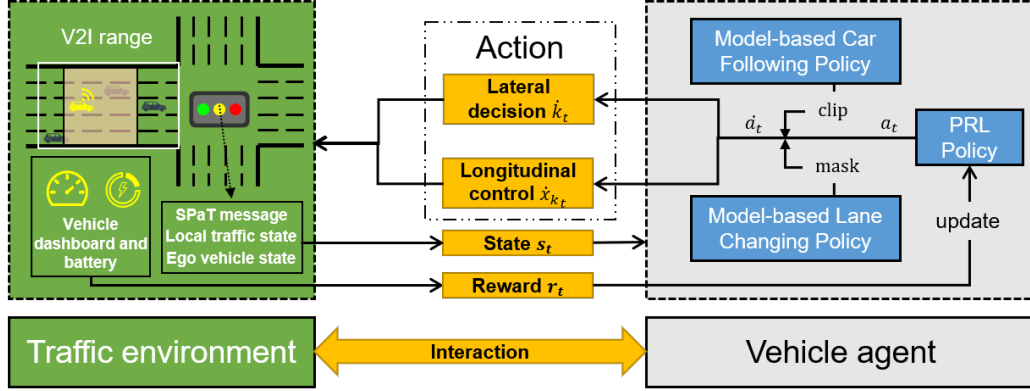 V2I range
Vehicle
dashboard and
battery
SPaT message
Local traffic state
Ego vehicle state
Traffic environment
Action
Lateral
decision k̇ₜ
Longitudinal
control ẋₖₜ
State sₜ
Reward rₜ
Interaction
Model-based Car
Following Policy
clip
ȧₜ
aₜ
mask
PRL
Policy
Model-based Lane
Changing Policy
update
Vehicle agent